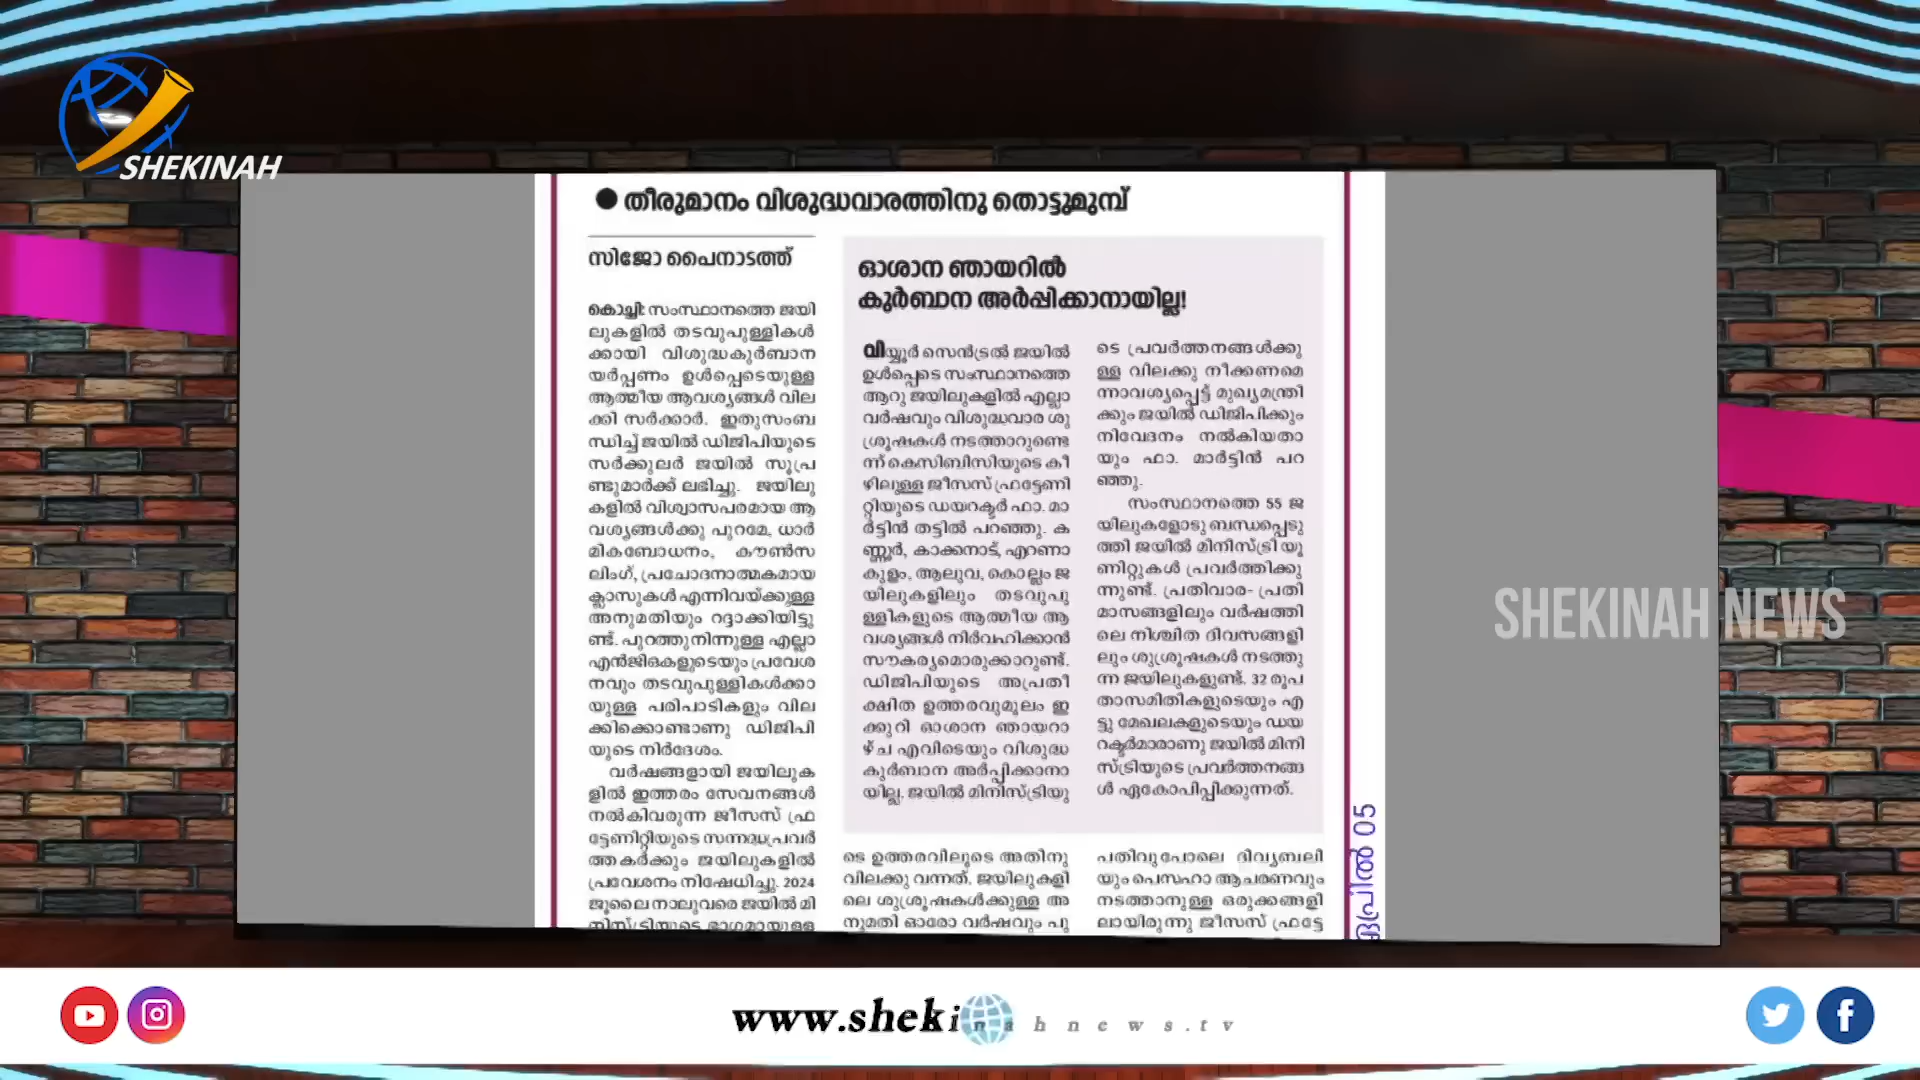 SHEKINAH
● തീരുമാനം വിശുദ്ധവാരത്തിനു തൊട്ടുമുമ്പ്
സിജോ പൈനാടത്ത്
കൊച്ചി: സംസ്ഥാനത്തെ ജയി
ലുകളിൽ തടവുപുള്ളികൾ
ക്കായി വിശുദ്ധകുർബാന
യർപ്പണം ഉൾപ്പെടെയുള്ള
ആത്മീയ ആവശ്യങ്ങൾ വില
ക്കി സർക്കാർ. ഇതുസംബ
ന്ധിച്ച് ജയിൽ ഡിജിപിയുടെ
സർക്കുലർ ജയിൽ സൂപ്ര
ണ്ടുമാർക്ക് ലഭിച്ചു. ജയിലു
കളിൽ വിശ്വാസപരമായ ആ
വശ്യങ്ങൾക്കു പുറമേ, ധാർ
മികബോധനം, കൗൺസ
ലിംഗ്, പ്രചോദനാത്മകമായ
ക്ലാസുകൾ എന്നിവയ്ക്കുള്ള
അനുമതിയും റദ്ദാക്കിയിട്ടു
ണ്ട്. പുറത്തുനിന്നുള്ള എല്ലാ
എൻജിഒകളുടെയും പ്രവേശ
നവും തടവുപുള്ളികൾക്കാ
യുള്ള പരിപാടികളും വില
ക്കിക്കൊണ്ടാണു ഡിജിപി
യുടെ നിർദേശം.
വർഷങ്ങളായി ജയിലുക
ളിൽ ഇത്തരം സേവനങ്ങൾ
നൽകിവരുന്ന ജീസസ് ഫ്ര
ട്ടേണിറ്റിയുടെ സന്നദ്ധപ്രവർ
ത്തകർക്കും ജയിലുകളിൽ
പ്രവേശനം നിഷേധിച്ചു. 2024
ജൂലൈ നാലുവരെ ജയിൽ മി
നിസ്ട്രിയുടെ ഭാഗമായുള്ള
ഓശാന ഞായറിൽ
കുർബാന അർപ്പിക്കാനായില്ല!
വിയ്യൂർ സെൻട്രൽ ജയിൽ
ഉൾപ്പെടെ സംസ്ഥാനത്തെ
ആറു ജയിലുകളിൽ എല്ലാ
വർഷവും വിശുദ്ധവാര ശു
ശ്രൂഷകൾ നടത്താറുണ്ടെ
ന്ന് കെസിബിസിയുടെ കീ
ഴിലുള്ള ജീസസ് ഫ്രട്ടേണി
റ്റിയുടെ ഡയറക്ടർ ഫാ. മാ
ർട്ടിൻ തട്ടിൽ പറഞ്ഞു. ക
ണ്ണൂർ, കാക്കനാട്, എറണാ
കുളം, ആലുവ, കൊല്ലം ജ
യിലുകളിലും തടവുപു
ള്ളികളുടെ ആത്മീയ ആ
വശ്യങ്ങൾ നിർവഹിക്കാൻ
സൗകര്യമൊരുക്കാറുണ്ട്.
ഡിജിപിയുടെ അപ്രതീ
ക്ഷിത ഉത്തരവുമൂലം ഇ
ക്കുറി ഓശാന ഞായറാ
ഴ്ച എവിടെയും വിശുദ്ധ
കുർബാന അർപ്പിക്കാനാ
യില്ല. ജയിൽ മിനിസ്ട്രിയു
ടെ പ്രവർത്തനങ്ങൾക്കു
ള്ള വിലക്കു നീക്കണമെ
ന്നാവശ്യപ്പെട്ട് മുഖ്യമന്ത്രി
ക്കും ജയിൽ ഡിജിപിക്കും
നിവേദനം നൽകിയതാ
യും ഫാ. മാർട്ടിൻ പറ
ഞ്ഞു.
സംസ്ഥാനത്തെ 55 ജ
യിലുകളോടു ബന്ധപ്പെടു
ത്തി ജയിൽ മിനിസ്ട്രി യൂ
ണിറ്റുകൾ പ്രവർത്തിക്കു
ന്നുണ്ട്. പ്രതിവാര- പ്രതി
മാസങ്ങളിലും വർഷത്തി
ലെ നിശ്ചിത ദിവസങ്ങളി
ലും ശുശ്രൂഷകൾ നടത്തു
ന്ന ജയിലുകളുണ്ട്. 32 രൂപ
താസമിതികളുടെയും എ
ട്ടു മേഖലകളുടെയും ഡയ
റക്ടർമാരാണു ജയിൽ മിനി
സ്ട്രിയുടെ പ്രവർത്തനങ്ങ
ൾ ഏകോപിപ്പിക്കുന്നത്.
ടെ ഉത്തരവിലൂടെ അതിനു
വിലക്കു വന്നത്. ജയിലുകളി
ലെ ശുശ്രൂഷകൾക്കുള്ള അ
നുമതി ഓരോ വർഷവും പു
പതിവുപോലെ ദിവ്യബലി
യും പെസഹാ ആചരണവും
നടത്താനുള്ള ഒരുക്കങ്ങളി
ലായിരുന്നു ജീസസ് ഫ്രട്ടേ
ഏപ്രിൽ 05
SHEKINAH NEWS
www.shekinahnews.tv